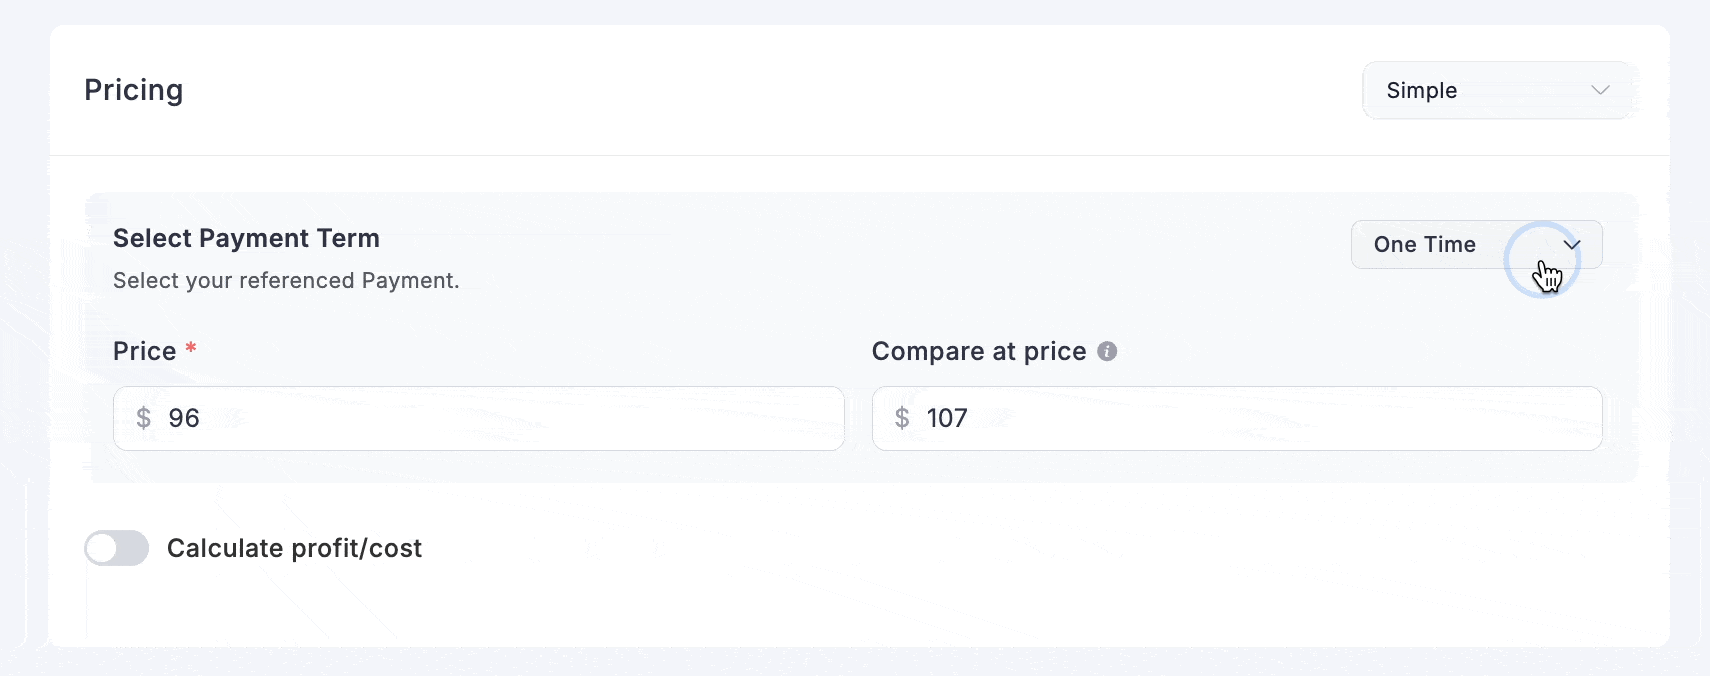 Pricing
Simple
Select Payment Term
One Time
Select your referenced Payment.
Price *
Compare at price
$ 96
$ 107
Calculate profit/cost